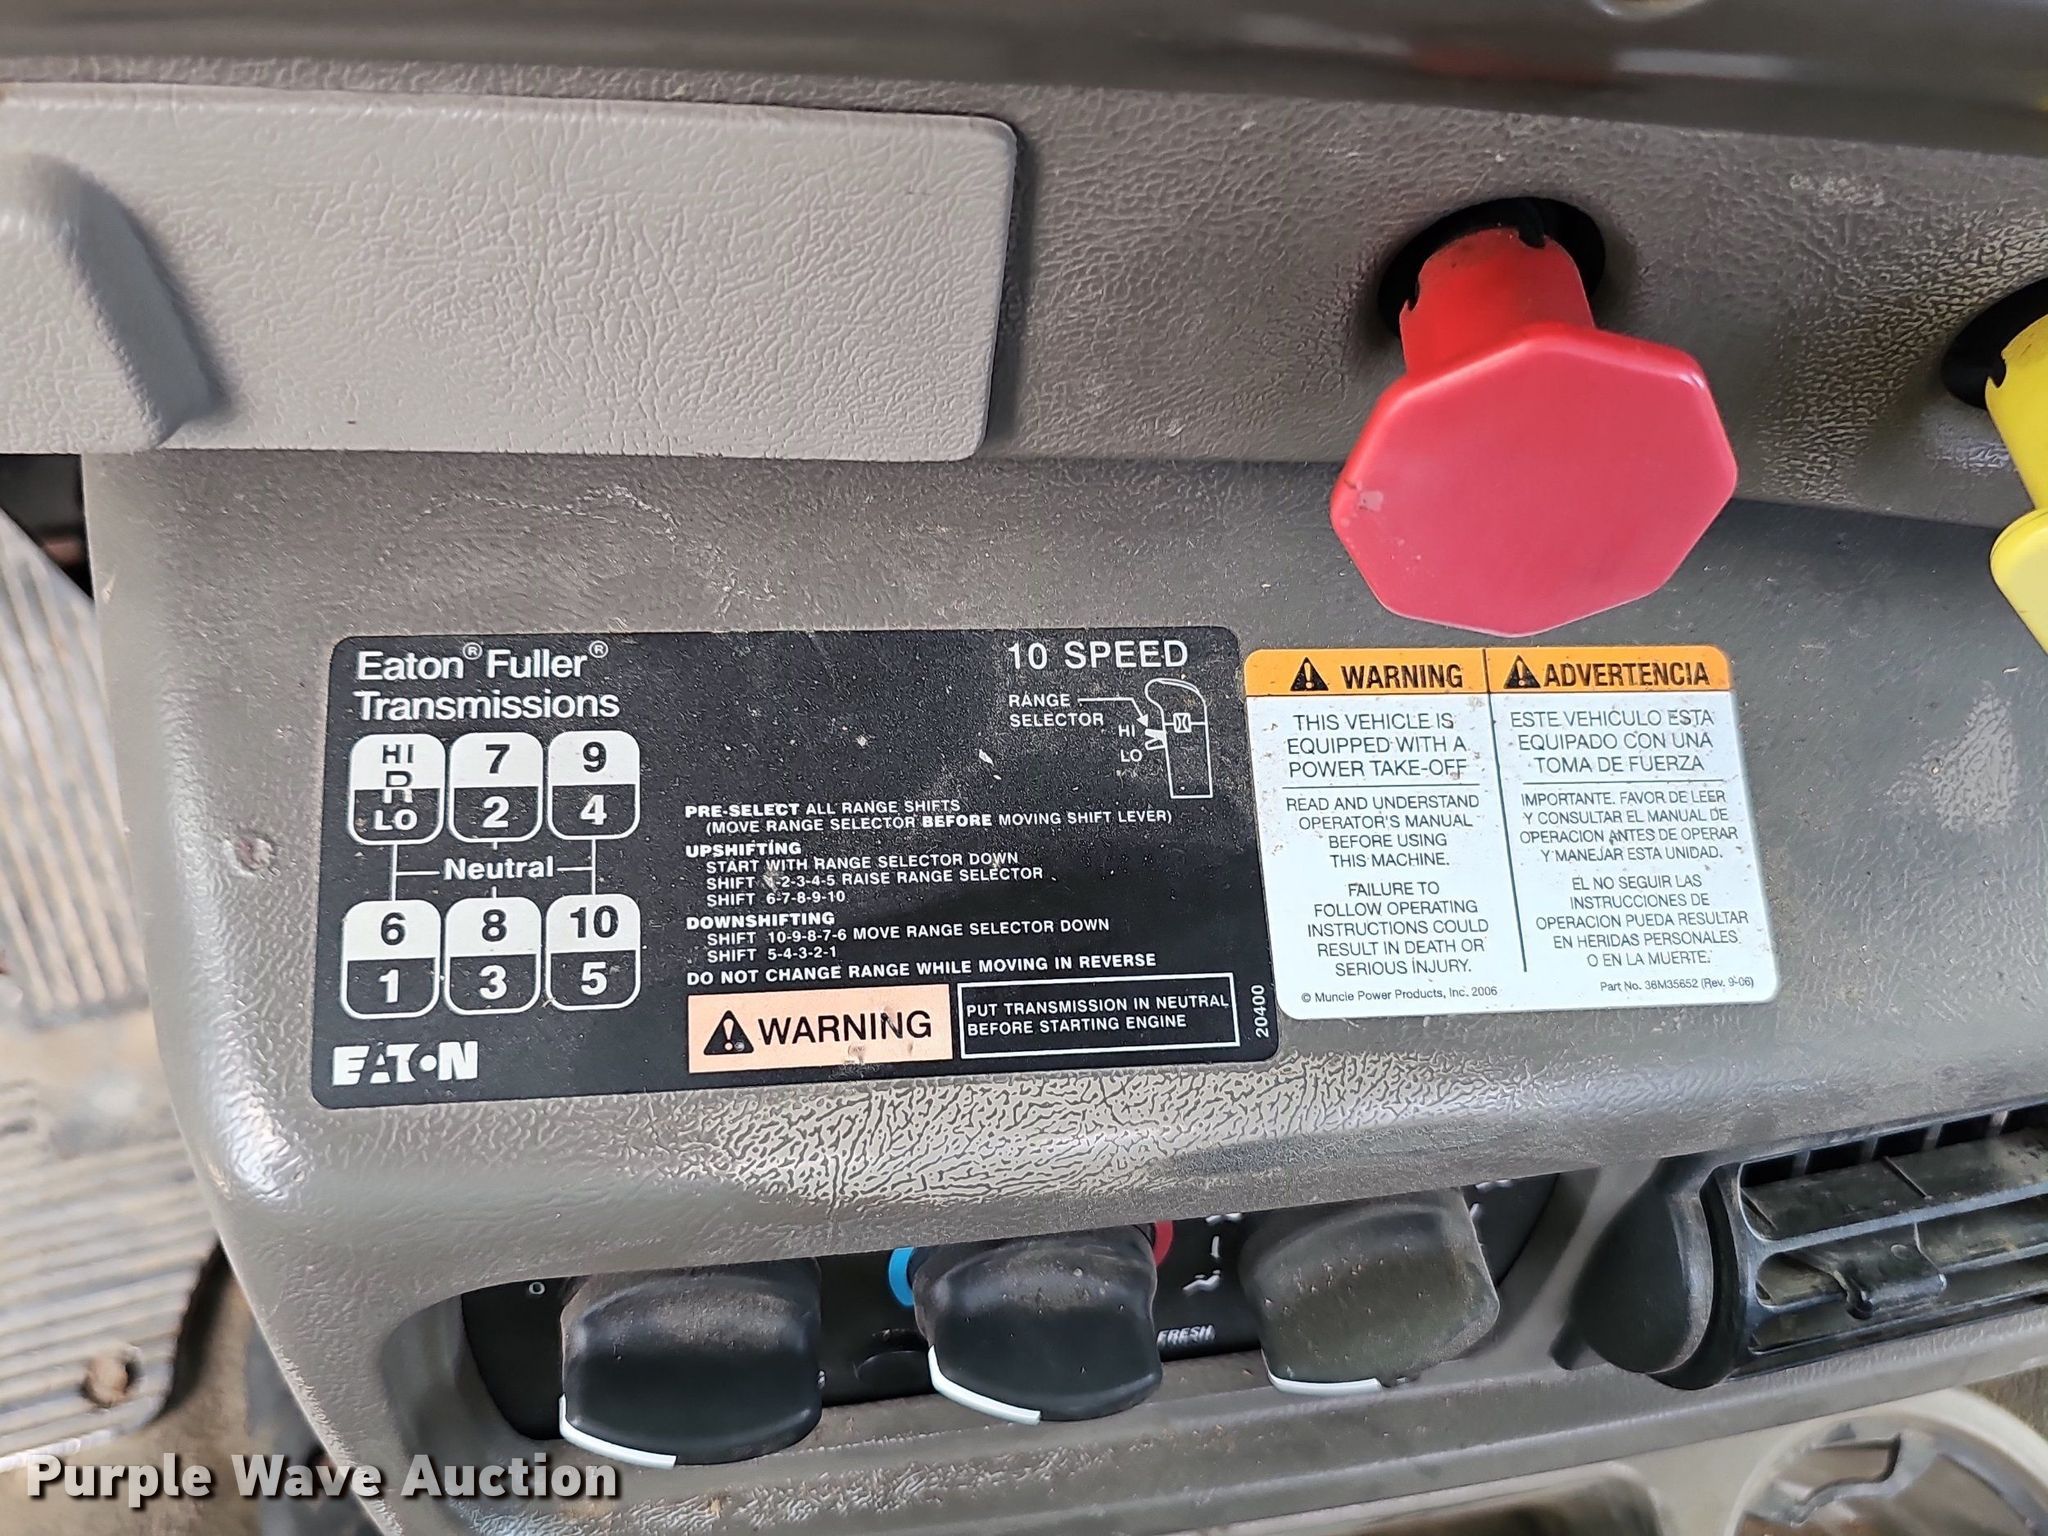 Eaton® Fuller®
Transmissions
10 SPEED
RANGE
SELECTOR
HI
LO
HI
R
LO
7
2
9
4
Neutral
6
1
8
3
10
5
EATON
PRE-SELECT ALL RANGE SHIFTS
(MOVE RANGE SELECTOR BEFORE MOVING SHIFT LEVER)
UPSHIFTING
START WITH RANGE SELECTOR DOWN
SHIFT 1-2-3-4-5 RAISE RANGE SELECTOR
SHIFT 6-7-8-9-10
DOWNSHIFTING
SHIFT 10-9-8-7-6 MOVE RANGE SELECTOR DOWN
SHIFT 5-4-3-2-1
DO NOT CHANGE RANGE WHILE MOVING IN REVERSE
WARNING
PUT TRANSMISSION IN NEUTRAL
BEFORE STARTING ENGINE
20400
WARNING
THIS VEHICLE IS
EQUIPPED WITH A
POWER TAKE-OFF
READ AND UNDERSTAND
OPERATOR'S MANUAL
BEFORE USING
THIS MACHINE.
FAILURE TO
FOLLOW OPERATING
INSTRUCTIONS COULD
RESULT IN DEATH OR
SERIOUS INJURY.
© Muncie Power Products, Inc. 2006
ADVERTENCIA
ESTE VEHICULO ESTA
EQUIPADO CON UNA
TOMA DE FUERZA
IMPORTANTE. FAVOR DE LEER
Y CONSULTAR EL MANUAL DE
OPERACION ANTES DE OPERAR
Y MANEJAR ESTA UNIDAD.
EL NO SEGUIR LAS
INSTRUCCIONES DE
OPERACION PUEDA RESULTAR
EN HERIDAS PERSONALES
O EN LA MUERTE.
Part No. 36M35652 (Rev. 9-06)
0
FRESH
Purple Wave Auction